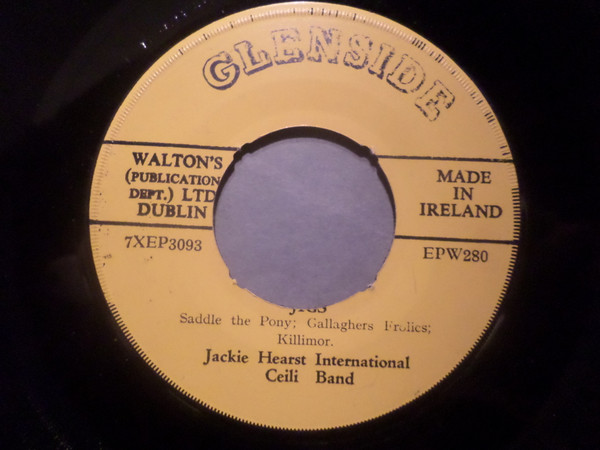 GLENSIDE
WALTON'S
(PUBLICATION
DEPT.) LTD
DUBLIN
MADE
IN
IRELAND
7XEP3093
EPW280
JIGS
Saddle the Pony; Gallaghers Frolics;
Killimor.
Jackie Hearst International
Ceili Band